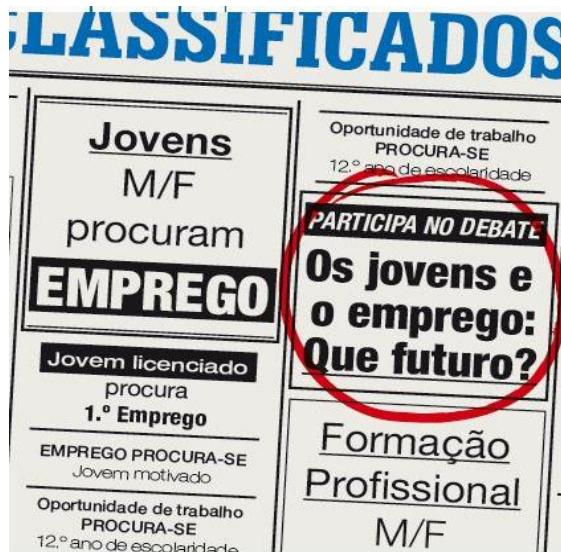 CLASSIFICADOS
Jovens
M/F
procuram
EMPREGO
Jovem licenciado
procura
1.º Emprego
EMPREGO PROCURA-SE
Jovem motivado
Oportunidade de trabalho
PROCURA-SE
12.º ano de escolaridade
Oportunidade de trabalho
PROCURA-SE
12.º ano de escolaridade
PARTICIPA NO DEBATE
Os jovens e
o emprego:
Que futuro?
Formação
Profissional
M/F